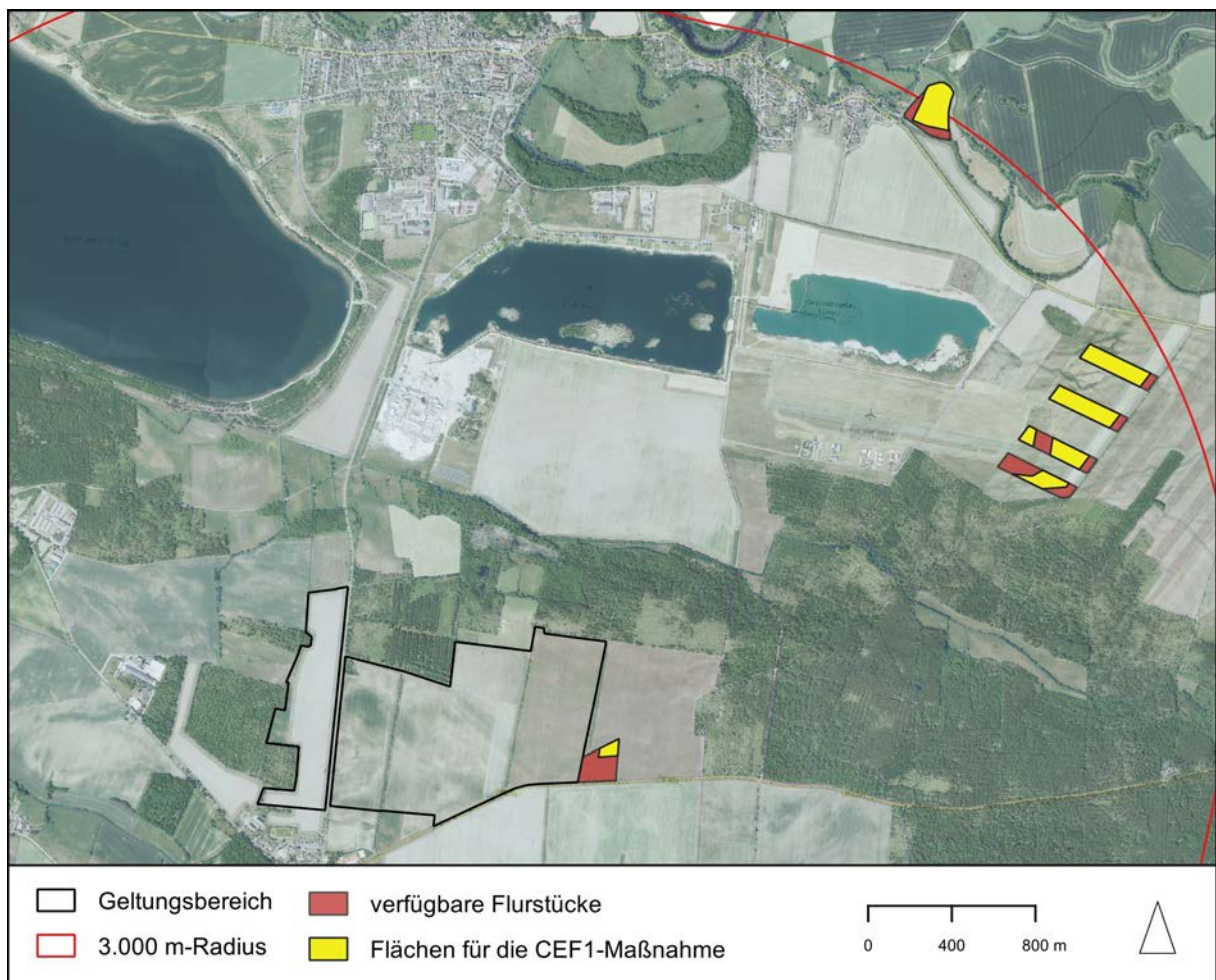 Geltungsbereich
3.000 m-Radius
verfügbare Flurstücke
Flächen für die CEF1-Maßnahme
0 400 800 m